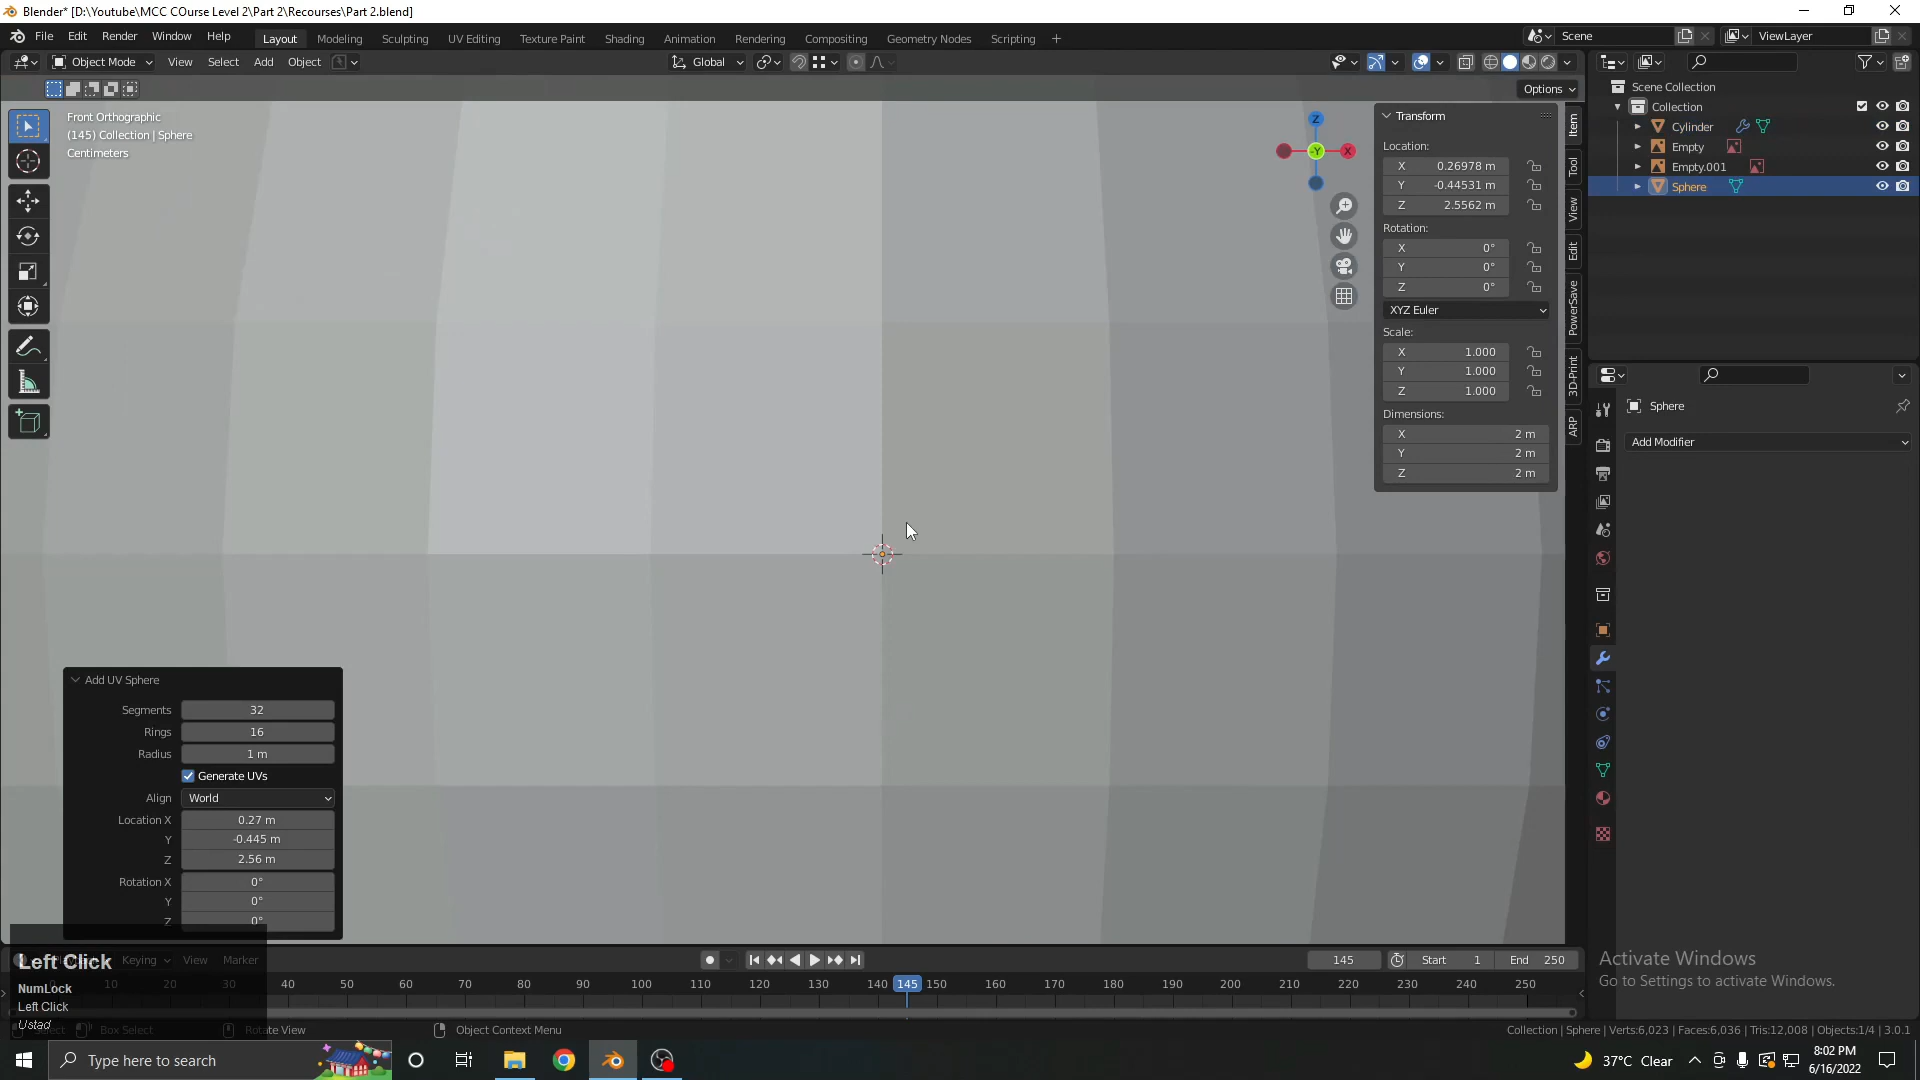 Blender* [D:\Youtube\MCC COurse Level 2\Part 2\Recourses\Part 2.blend]
File Edit Render Window Help Layout Modeling Sculpting UV Editing Texture Paint Shading Animation Rendering Compositing Geometry Nodes Scripting + Scene ViewLayer
Object Mode View Select Add Object Global
Options
Front Orthographic
(145) Collection | Sphere
Centimeters
Z
X
-Y
Transform
Location:
X 0.26978 m
Y -0.44531 m
Z 2.5562 m
Rotation:
X 0°
Y 0°
Z 0°
XYZ Euler
Scale:
X 1.000
Y 1.000
Z 1.000
Dimensions:
X 2 m
Y 2 m
Z 2 m
Item
Tool
View
Edit
PowerSave
3D-Print
ARP
Scene Collection
Collection
Cylinder
Empty
Empty.001
Sphere
Sphere
Add Modifier
Add UV Sphere
Segments 32
Rings 16
Radius 1 m
Generate UVs
Align World
Location X 0.27 m
Y -0.445 m
Z 2.56 m
Rotation X 0°
Y 0°
Z 0°
Left Click
NumLock
Left Click
Ustad
Keying View Marker
145 Start 1 End 250
0 10 20 30 40 50 60 70 80 90 100 110 120 130 140 145 150 160 170 180 190 200 210 220 230 240 250
Select Box Select Rotate View Object Context Menu
Collection | Sphere | Verts:6,023 | Faces:6,036 | Tris:12,008 | Objects:1/4 | 3.0.1
Activate Windows
Go to Settings to activate Windows.
Type here to search
37°C Clear
8:02 PM
6/16/2022